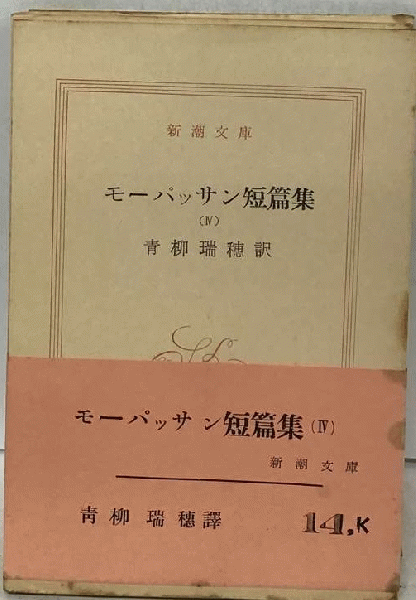 新潮文庫
モーパッサン短篇集
(Ⅳ)
青柳瑞穂訳
モーパッサン短篇集(Ⅳ)
新潮文庫
青柳瑞穗譯
14,K